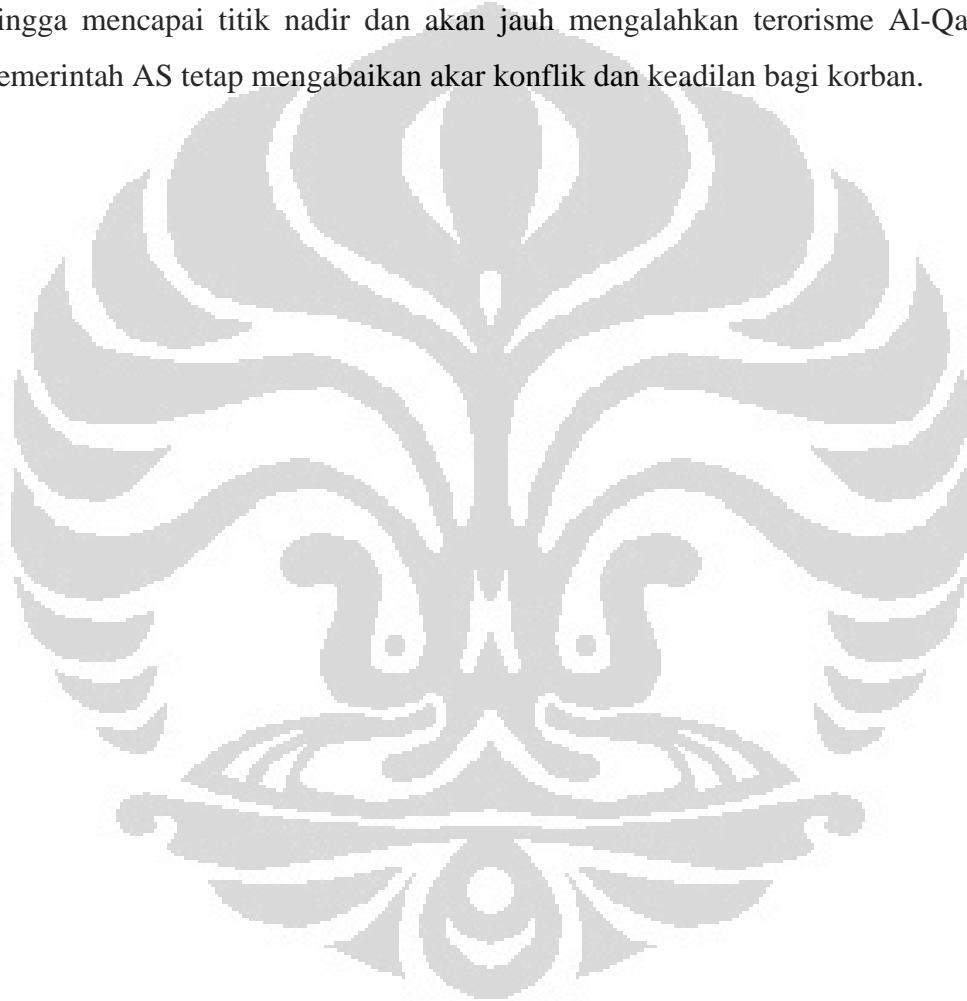 ingga mencapai titik nadir dan akan jauh mengalahkan terorisme Al-Qa
emerintah AS tetap mengabaikan akar konflik dan keadilan bagi korban.